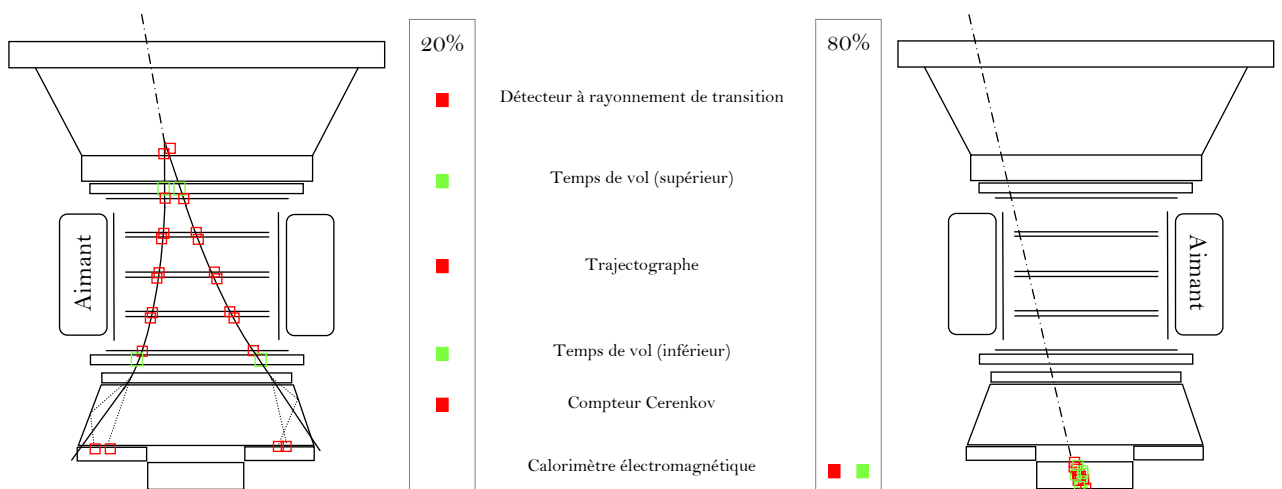 20%
80%
Détecteur à rayonnement de transition
Temps de vol (supérieur)
Aimant
Trajectographe
Aimant
Temps de vol (inférieur)
Compteur Cerenkov
Calorimètre électromagnétique